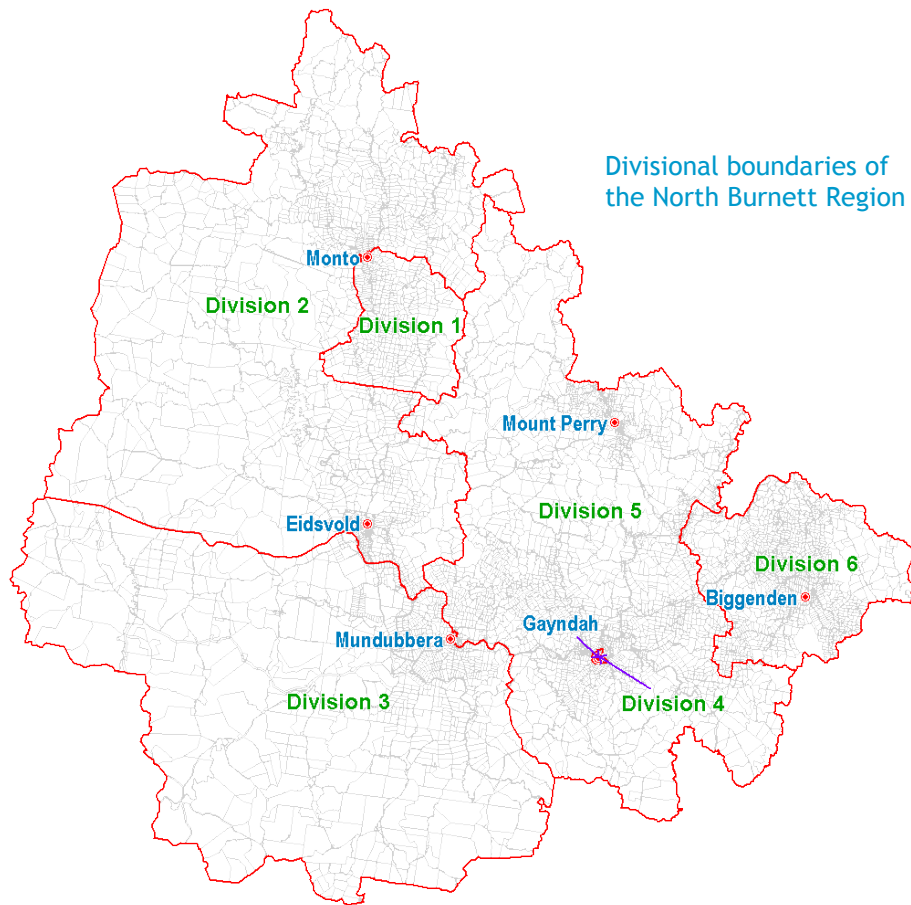 Divisional boundaries of
the North Burnett Region
Monto
Division 2
Division 1
Mount Perry
Division 5
Eidsvold
Division 6
Biggenden
Gayndah
Mundubbera
Division 3
Division 4